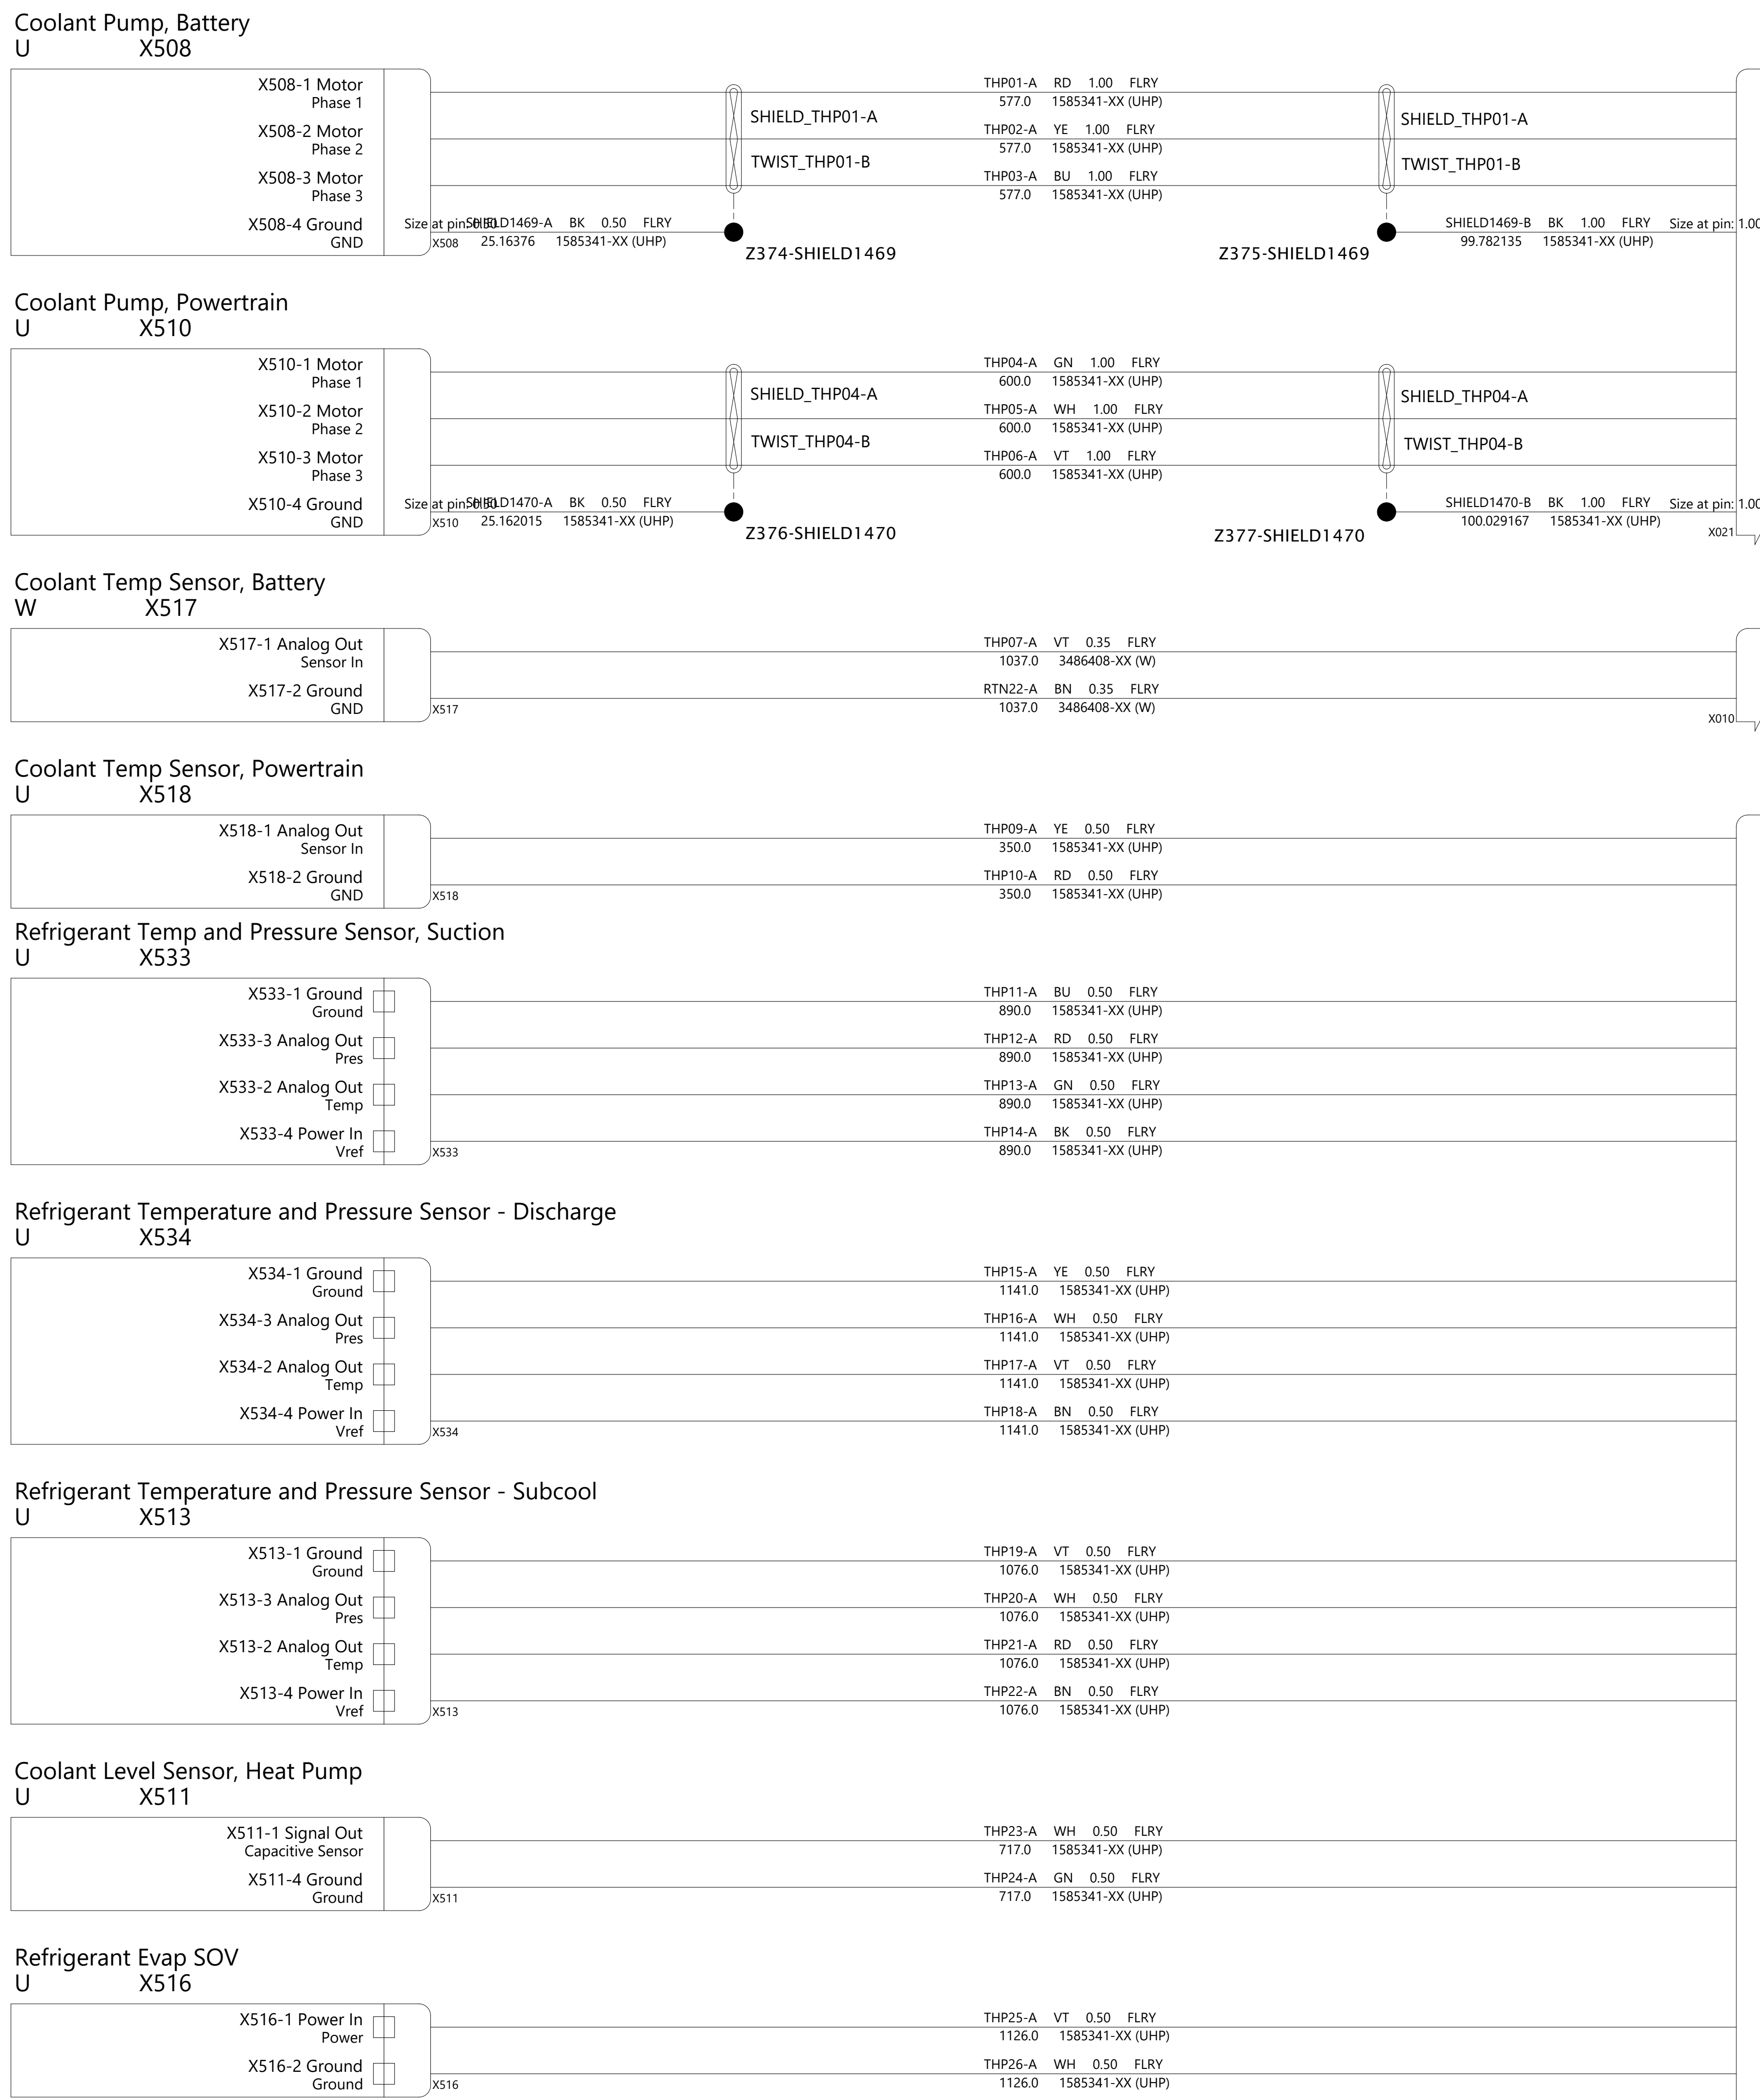 Coolant Pump, Battery
U X508
X508-1 Motor
Phase 1
THP01-A RD 1.00 FLRY
577.0 1585341-XX (UHP)
SHIELD_THP01-A
SHIELD_THP01-A
X508-2 Motor
Phase 2
THP02-A YE 1.00 FLRY
577.0 1585341-XX (UHP)
TWIST_THP01-B
TWIST_THP01-B
X508-3 Motor
Phase 3
THP03-A BU 1.00 FLRY
577.0 1585341-XX (UHP)
X508-4 Ground
GND
Size at pin: 0.50
SHIELD1469-A BK 0.50 FLRY
X508
25.16376 1585341-XX (UHP)
Z374-SHIELD1469
Z375-SHIELD1469
SHIELD1469-B BK 1.00 FLRY
Size at pin: 1.00
99.782135 1585341-XX (UHP)
Coolant Pump, Powertrain
U X510
X510-1 Motor
Phase 1
THP04-A GN 1.00 FLRY
600.0 1585341-XX (UHP)
SHIELD_THP04-A
SHIELD_THP04-A
X510-2 Motor
Phase 2
THP05-A WH 1.00 FLRY
600.0 1585341-XX (UHP)
TWIST_THP04-B
TWIST_THP04-B
X510-3 Motor
Phase 3
THP06-A VT 1.00 FLRY
600.0 1585341-XX (UHP)
X510-4 Ground
GND
Size at pin: 0.50
SHIELD1470-A BK 0.50 FLRY
X510
25.162015 1585341-XX (UHP)
Z376-SHIELD1470
Z377-SHIELD1470
SHIELD1470-B BK 1.00 FLRY
Size at pin: 1.00
100.029167 1585341-XX (UHP)
X021
Coolant Temp Sensor, Battery
W X517
X517-1 Analog Out
Sensor In
THP07-A VT 0.35 FLRY
1037.0 3486408-XX (W)
X517-2 Ground
GND
X517
RTN22-A BN 0.35 FLRY
1037.0 3486408-XX (W)
X010
Coolant Temp Sensor, Powertrain
U X518
X518-1 Analog Out
Sensor In
THP09-A YE 0.50 FLRY
350.0 1585341-XX (UHP)
X518-2 Ground
GND
X518
THP10-A RD 0.50 FLRY
350.0 1585341-XX (UHP)
Refrigerant Temp and Pressure Sensor, Suction
U X533
X533-1 Ground
Ground
THP11-A BU 0.50 FLRY
890.0 1585341-XX (UHP)
X533-3 Analog Out
Pres
THP12-A RD 0.50 FLRY
890.0 1585341-XX (UHP)
X533-2 Analog Out
Temp
THP13-A GN 0.50 FLRY
890.0 1585341-XX (UHP)
X533-4 Power In
Vref
X533
THP14-A BK 0.50 FLRY
890.0 1585341-XX (UHP)
Refrigerant Temperature and Pressure Sensor - Discharge
U X534
X534-1 Ground
Ground
THP15-A YE 0.50 FLRY
1141.0 1585341-XX (UHP)
X534-3 Analog Out
Pres
THP16-A WH 0.50 FLRY
1141.0 1585341-XX (UHP)
X534-2 Analog Out
Temp
THP17-A VT 0.50 FLRY
1141.0 1585341-XX (UHP)
X534-4 Power In
Vref
X534
THP18-A BN 0.50 FLRY
1141.0 1585341-XX (UHP)
Refrigerant Temperature and Pressure Sensor - Subcool
U X513
X513-1 Ground
Ground
THP19-A VT 0.50 FLRY
1076.0 1585341-XX (UHP)
X513-3 Analog Out
Pres
THP20-A WH 0.50 FLRY
1076.0 1585341-XX (UHP)
X513-2 Analog Out
Temp
THP21-A RD 0.50 FLRY
1076.0 1585341-XX (UHP)
X513-4 Power In
Vref
X513
THP22-A BN 0.50 FLRY
1076.0 1585341-XX (UHP)
Coolant Level Sensor, Heat Pump
U X511
X511-1 Signal Out
Capacitive Sensor
THP23-A WH 0.50 FLRY
717.0 1585341-XX (UHP)
X511-4 Ground
Ground
X511
THP24-A GN 0.50 FLRY
717.0 1585341-XX (UHP)
Refrigerant Evap SOV
U X516
X516-1 Power In
Power
THP25-A VT 0.50 FLRY
1126.0 1585341-XX (UHP)
X516-2 Ground
Ground
X516
THP26-A WH 0.50 FLRY
1126.0 1585341-XX (UHP)